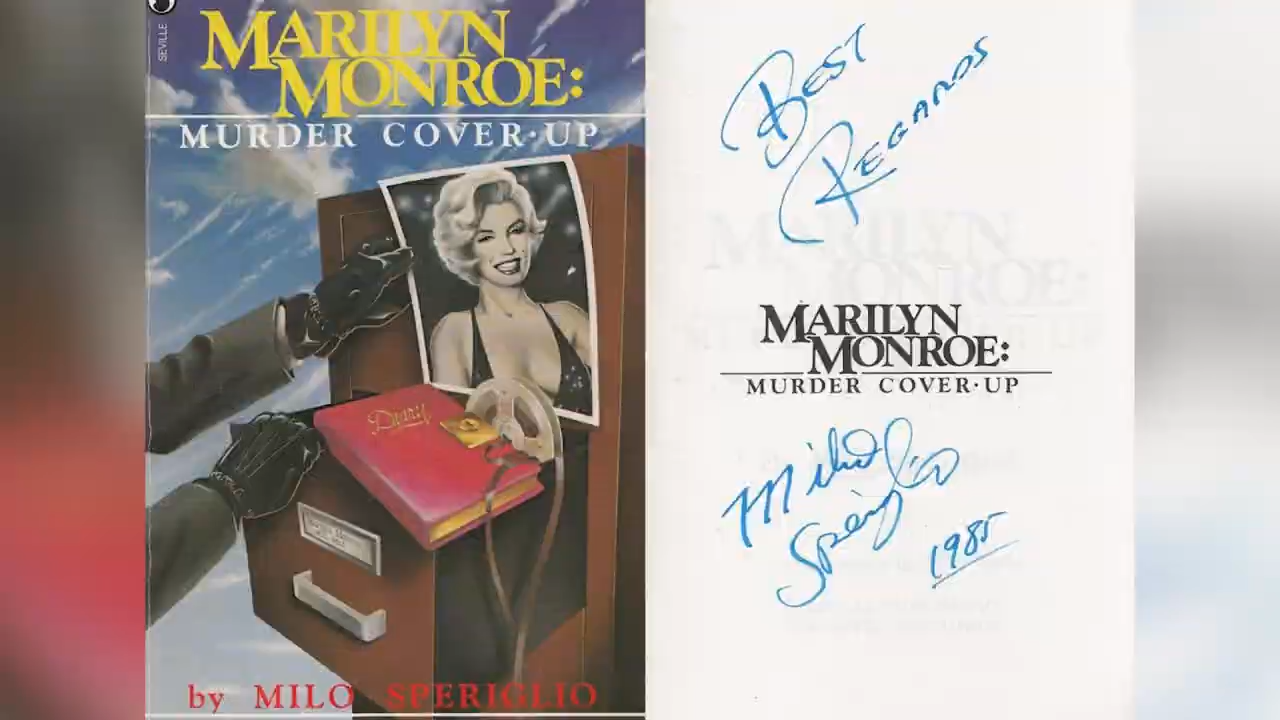 SEVILLE
MARILYN
MONROE:
MURDER COVER·UP
Diary
by MILO SPERIGLIO
BEST
REGARDS
MARILYN
MONROE:
MURDER COVER·UP
Milo
Speriglio
1985